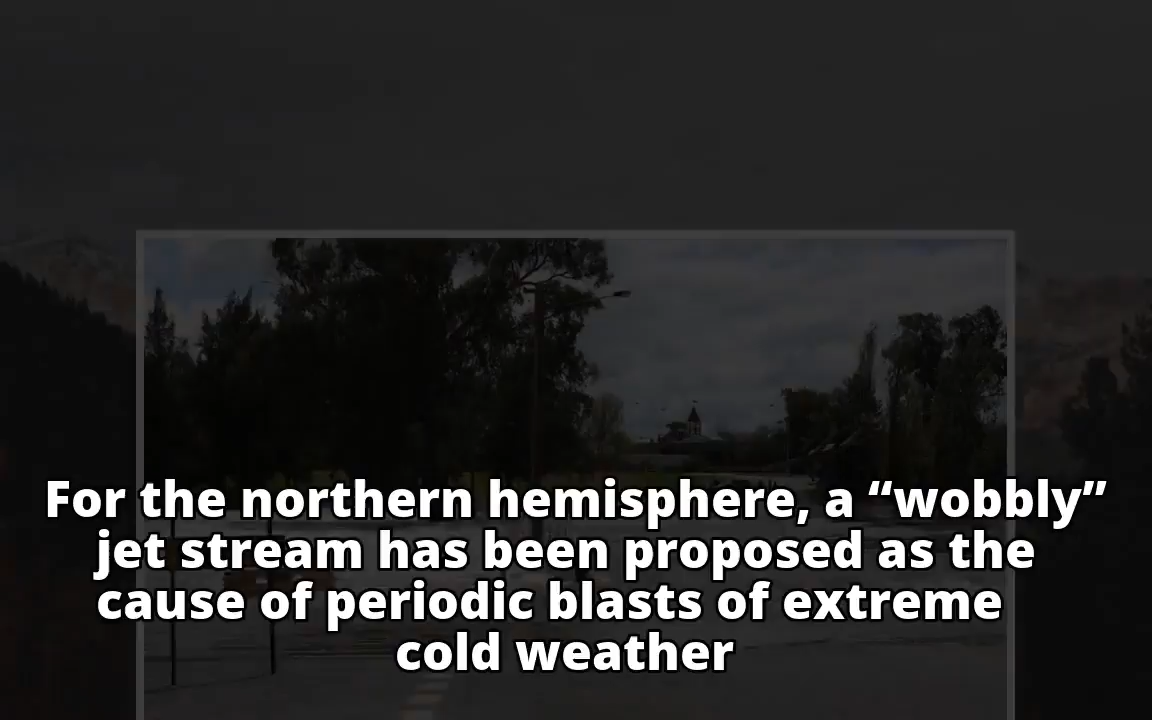 For the northern hemisphere, a “wobbly”
jet stream has been proposed as the
cause of periodic blasts of extreme
cold weather